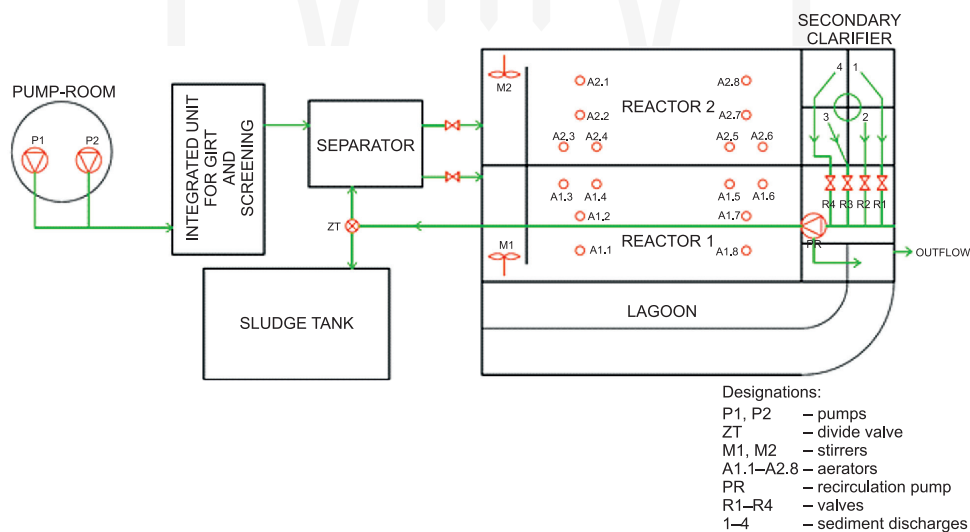 SECONDARY
CLARIFIER
PUMP-ROOM
P1
P2
INTEGRATED UNIT
FOR GIRT
AND
SCREENING
SEPARATOR
ZT
SLUDGE TANK
M2
A2.1
A2.2
A2.3
A2.4
REACTOR 2
A2.8
A2.7
A2.5
A2.6
A1.3
A1.4
A1.2
A1.1
M1
REACTOR 1
A1.5
A1.6
A1.7
A1.8
4
1
3
2
R4
R3
R2
R1
PR
OUTFLOW
LAGOON
Designations:
P1, P2 – pumps
ZT – divide valve
M1, M2 – stirrers
A1.1–A2.8 – aerators
PR – recirculation pump
R1–R4 – valves
1–4 – sediment discharges